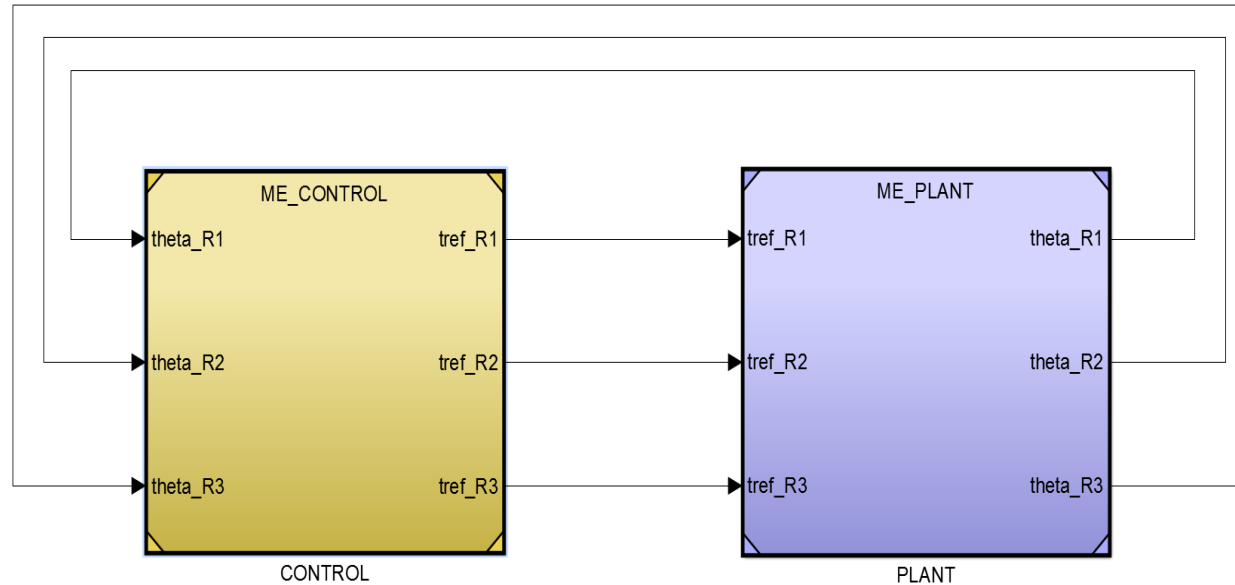 ME_CONTROL
theta_R1 tref_R1
theta_R2 tref_R2
theta_R3 tref_R3
CONTROL
ME_PLANT
tref_R1 theta_R1
tref_R2 theta_R2
tref_R3 theta_R3
PLANT